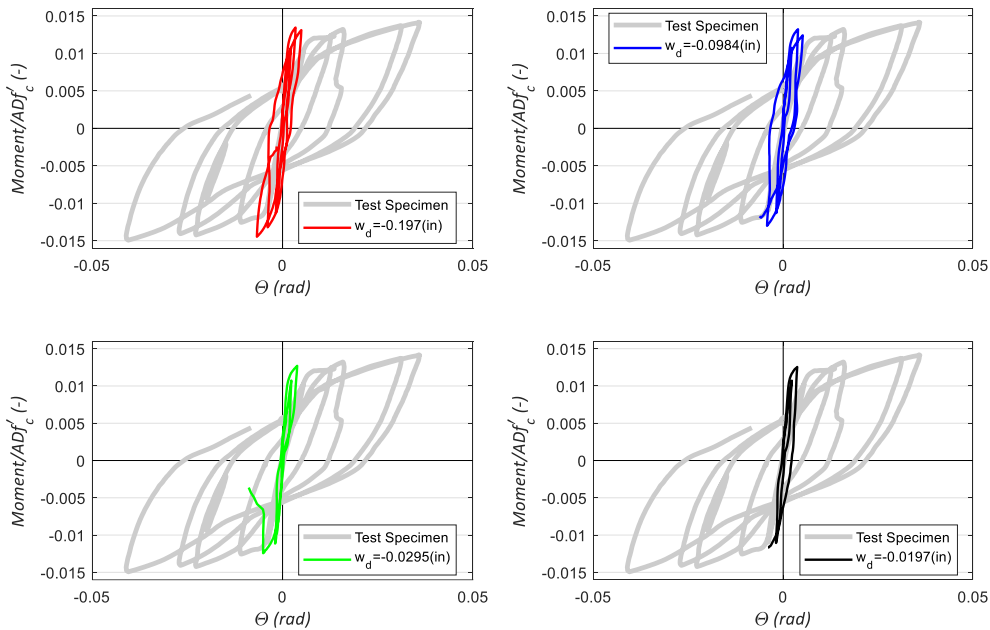 0.015
0.01
0.005
0
-0.005
-0.01
-0.015
Moment/ADf′c (-)
-0.05
0
0.05
Θ (rad)
Test Specimen
wd=-0.197(in)
0.015
0.01
0.005
0
-0.005
-0.01
-0.015
Moment/ADf′c (-)
-0.05
0
0.05
Θ (rad)
Test Specimen
wd=-0.0984(in)
0.015
0.01
0.005
0
-0.005
-0.01
-0.015
Moment/ADf′c (-)
-0.05
0
0.05
Θ (rad)
Test Specimen
wd=-0.0295(in)
0.015
0.01
0.005
0
-0.005
-0.01
-0.015
Moment/ADf′c (-)
-0.05
0
0.05
Θ (rad)
Test Specimen
wd=-0.0197(in)